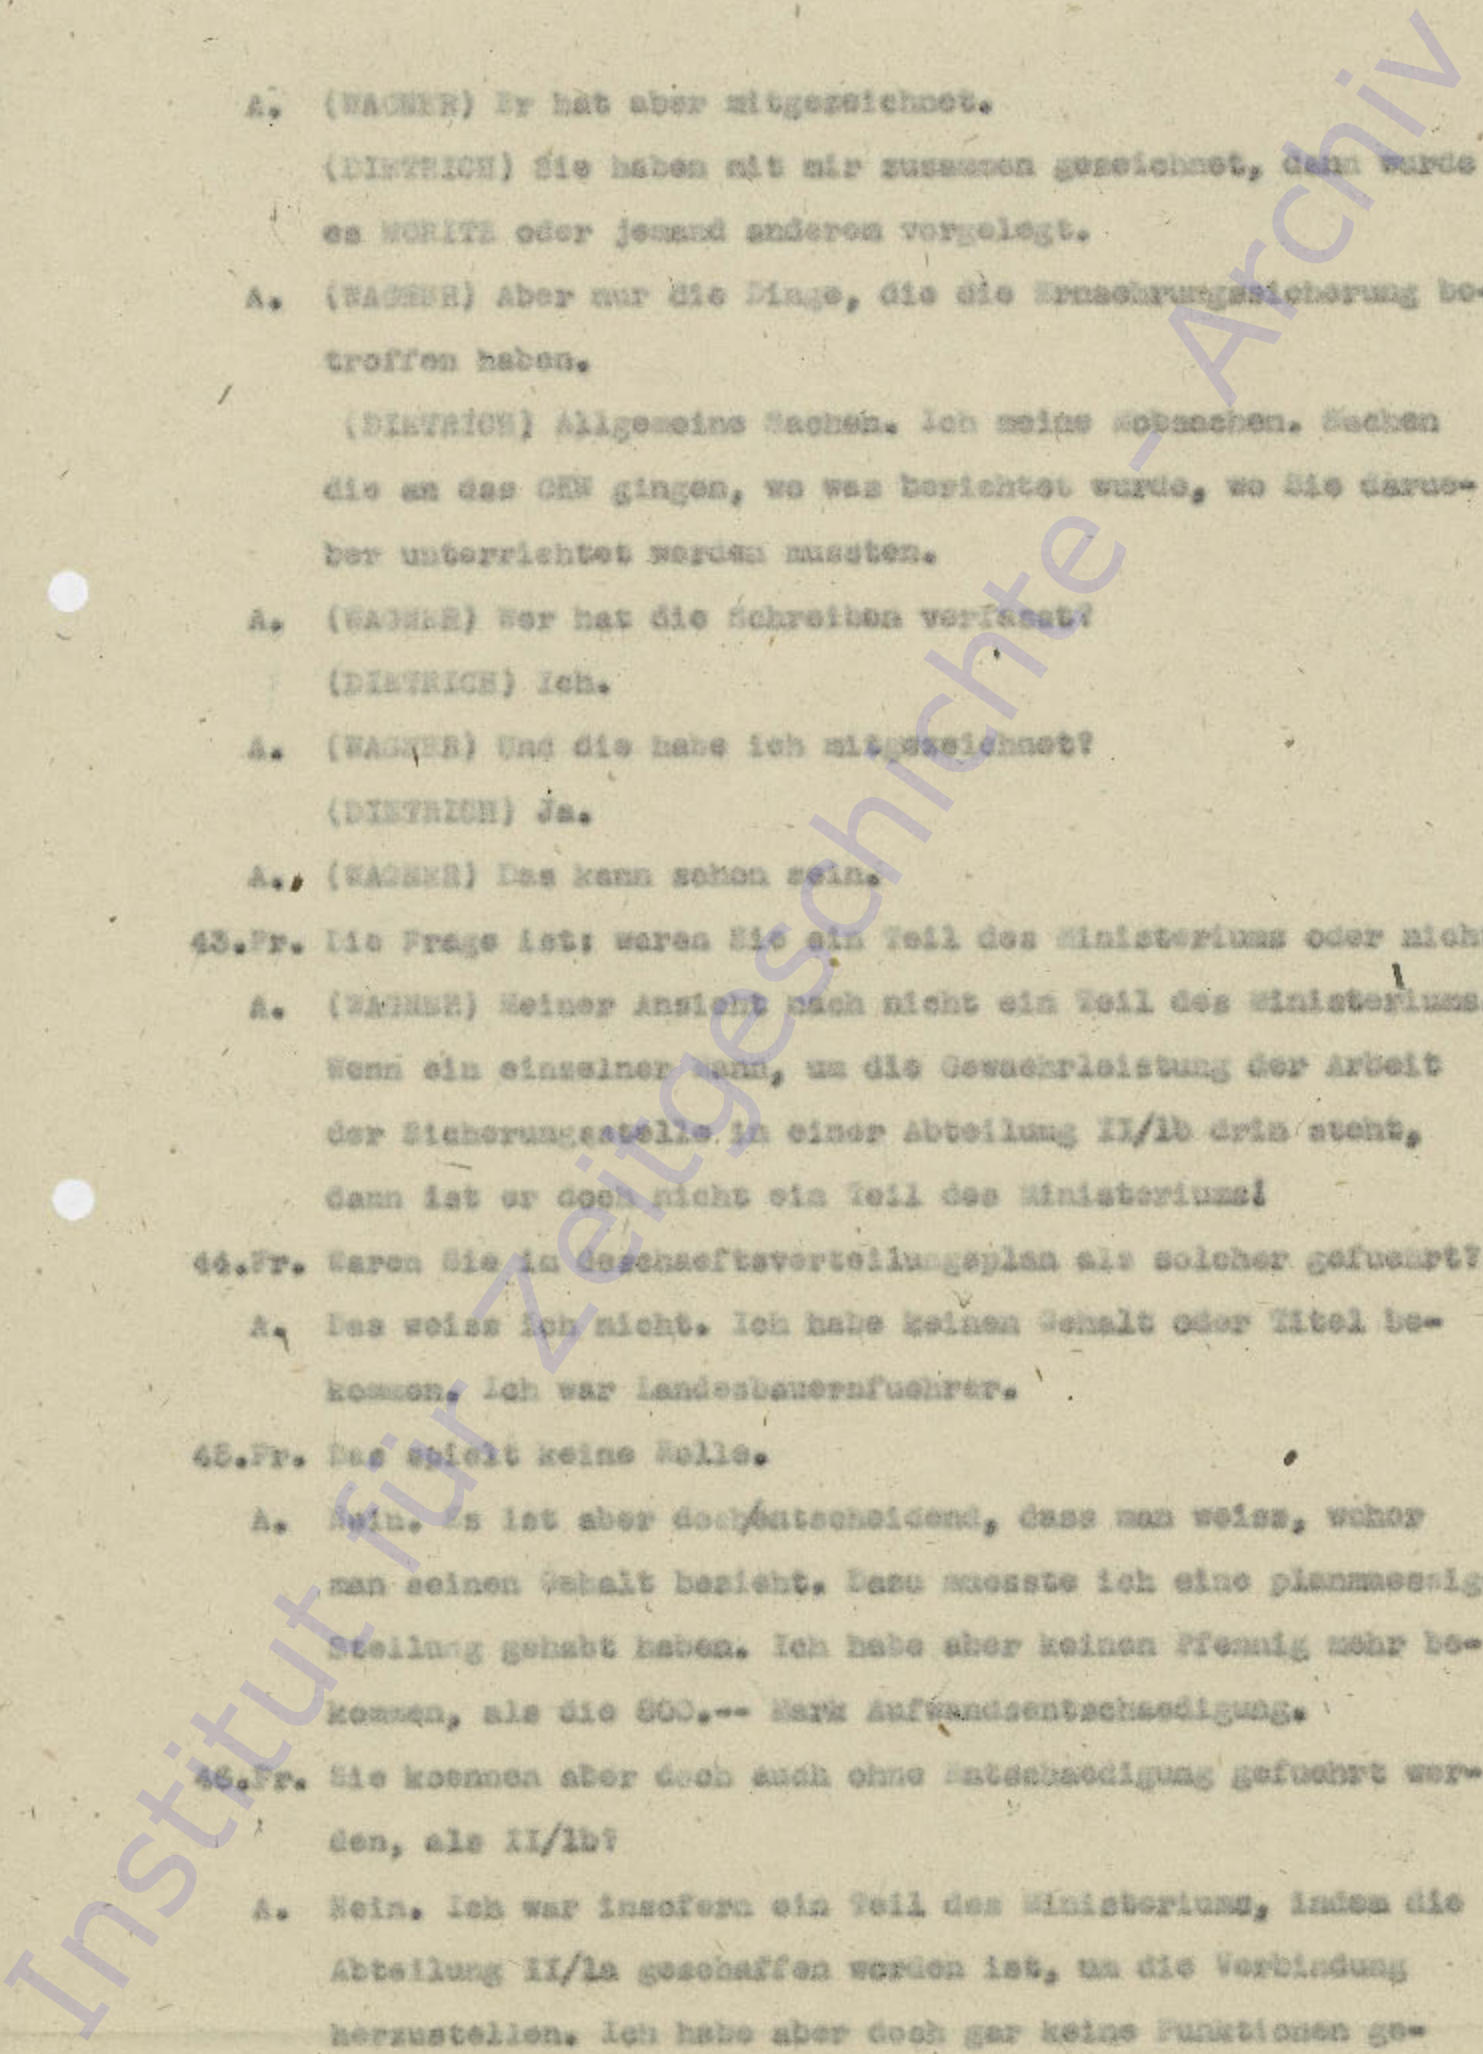 A. (WAGNER) Er hat aber mitgezeichnet.
(DIETRICH) Sie haben mit mir zusammen gezeichnet, dann wurde
es MORITZ oder jemand anderem vorgelegt.
A. (WAGNER) Aber nur die Dinge, die die Ernaehrungssicherung be-
troffen haben.
(DIETRICH) Allgemeine Sachen. Ich meine Mobsachen. Sachen
die an das OKW gingen, wo was berichtet wurde, wo Sie darue-
ber unterrichtet werden mussten.
A. (WAGNER) Wer hat die Schreiben verfasst?
(DIETRICH) Ich.
A. (WAGNER) Und die habe ich mitgezeichnet?
(DIETRICH) Ja.
A. (WAGNER) Das kann schon sein.
43.Fr. Die Frage ist: waren Sie ein Teil des Ministeriums oder nich
A. (WAGNER) Meiner Ansicht nach nicht ein Teil des Ministeriums
Wenn ein einzelner Mann, um die Gewaehrleistung der Arbeit
der Sicherungsstelle in einer Abteilung II/1b drin steht,
dann ist er doch nicht ein Teil des Ministeriums!
44.Fr. Waren Sie in Geschaeftsverteilungsplan als solcher gefuehrt?
A. Das weiss ich nicht. Ich habe keinen Gehalt oder Titel be-
kommen. Ich war Landesbauernfuehrer.
45.Fr. Das spielt keine Rolle.
A. Nein. Es ist aber doch/entscheidend, dass man weiss, woher
man seinen Gehalt bezieht. Dazu muesste ich eine planmaessig
Stellung gehabt haben. Ich habe aber keinen Pfennig mehr be-
kommen, als die 800.-- Mark Aufwandsentschaedigung.
46.Fr. Sie koennen aber doch auch ohne Entschaedigung gefuehrt wer-
den, als II/1b?
A. Nein. Ich war insofern ein Teil des Ministeriums, indem die
Abteilung II/1a geschaffen worden ist, um die Verbindung
herzustellen. Ich habe aber doch gar keine Funktionen ge-
Institut für Zeitgeschichte - Archiv